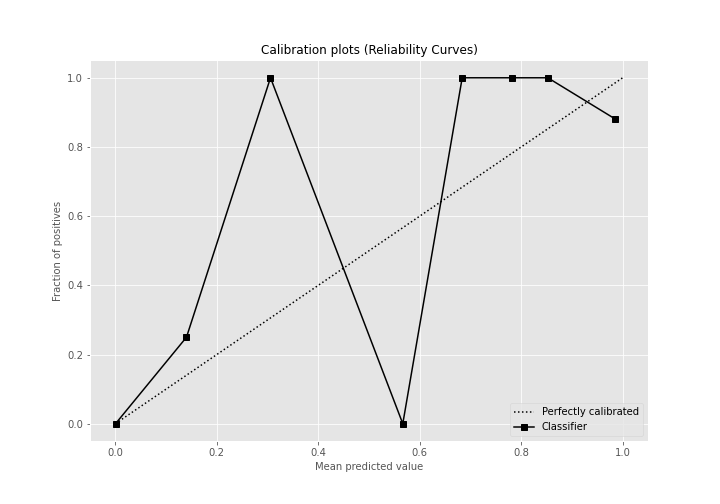 Calibration plots (Reliability Curves)
1.0
0.8
0.6
0.4
0.2
0.0
Fraction of positives
0.0 0.2 0.4 0.6 0.8 1.0
Mean predicted value
Perfectly calibrated
Classifier